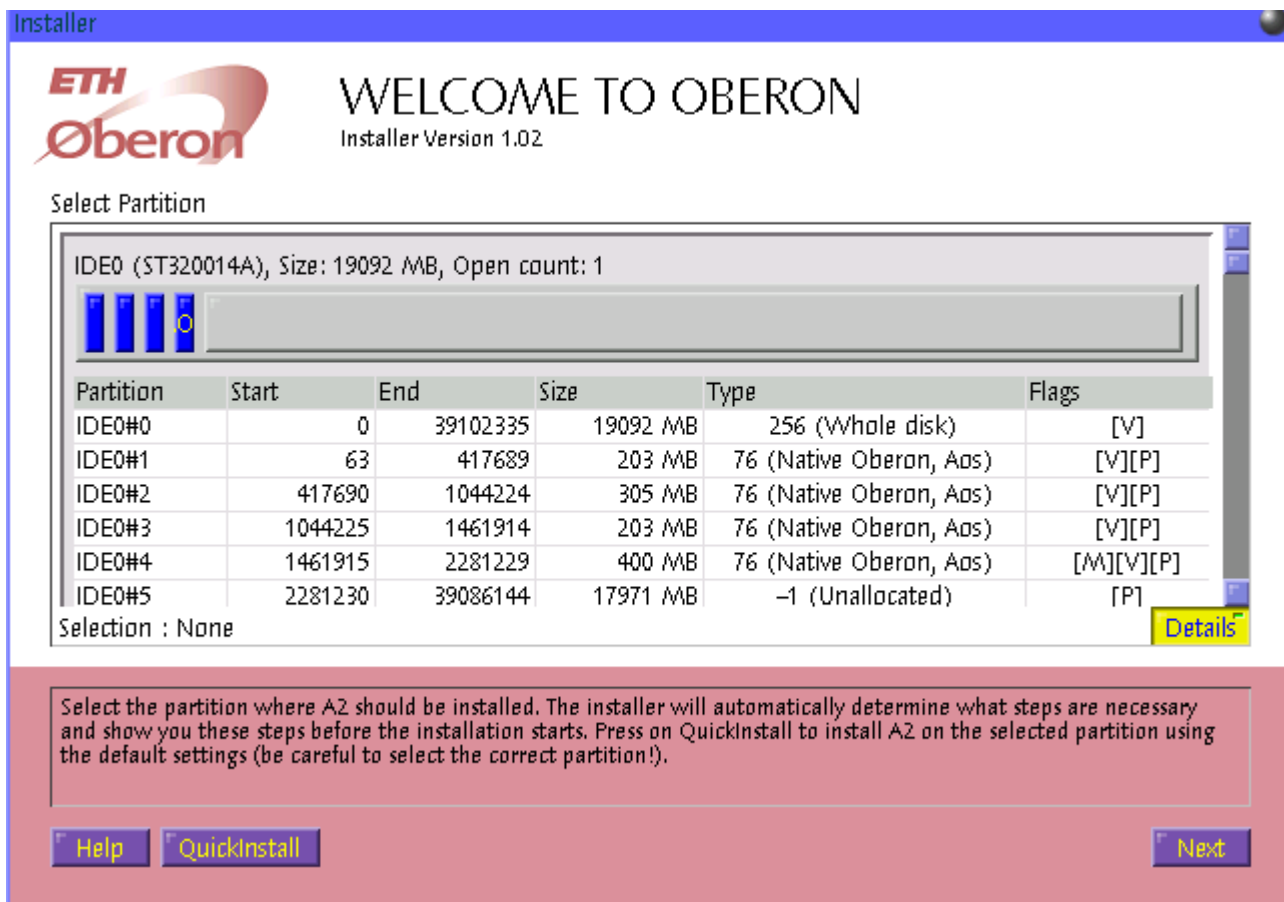 Installer
ETH
Oberon
WELCOME TO OBERON
Installer Version 1.02
Select Partition
IDE0 (ST320014A), Size: 19092 MB, Open count: 1
.O
Partition Start End Size Type Flags
IDE0#0 0 39102335 19092 MB 256 (Whole disk) [V]
IDE0#1 63 417689 203 MB 76 (Native Oberon, Aos) [V][P]
IDE0#2 417690 1044224 305 MB 76 (Native Oberon, Aos) [V][P]
IDE0#3 1044225 1461914 203 MB 76 (Native Oberon, Aos) [V][P]
IDE0#4 1461915 2281229 400 MB 76 (Native Oberon, Aos) [M][V][P]
IDE0#5 2281230 39086144 17971 MB –1 (Unallocated) [P]
Selection : None
Details
Select the partition where A2 should be installed. The installer will automatically determine what steps are necessary
and show you these steps before the installation starts. Press on QuickInstall to install A2 on the selected partition using
the default settings (be careful to select the correct partition!).
Help QuickInstall Next